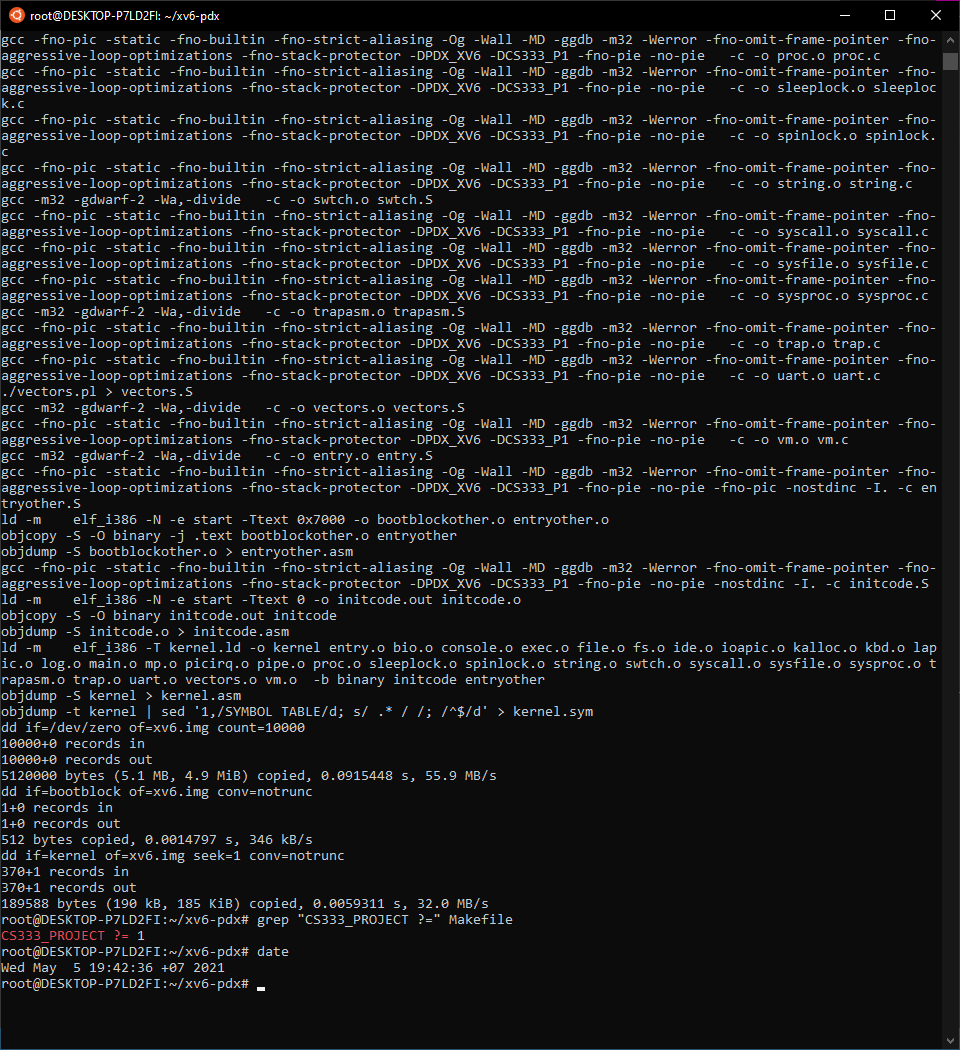 root@DESKTOP-P7LD2FI: ~/xv6-pdx
gcc -fno-pic -static -fno-builtin -fno-strict-aliasing -Og -Wall -MD -ggdb -m32 -Werror -fno-omit-frame-pointer -fno-
aggressive-loop-optimizations -fno-stack-protector -DPDX_XV6 -DCS333_P1 -fno-pie -no-pie   -c -o proc.o proc.c
gcc -fno-pic -static -fno-builtin -fno-strict-aliasing -Og -Wall -MD -ggdb -m32 -Werror -fno-omit-frame-pointer -fno-
aggressive-loop-optimizations -fno-stack-protector -DPDX_XV6 -DCS333_P1 -fno-pie -no-pie   -c -o sleeplock.o sleeploc
k.c
gcc -fno-pic -static -fno-builtin -fno-strict-aliasing -Og -Wall -MD -ggdb -m32 -Werror -fno-omit-frame-pointer -fno-
aggressive-loop-optimizations -fno-stack-protector -DPDX_XV6 -DCS333_P1 -fno-pie -no-pie   -c -o spinlock.o spinlock.
c
gcc -fno-pic -static -fno-builtin -fno-strict-aliasing -Og -Wall -MD -ggdb -m32 -Werror -fno-omit-frame-pointer -fno-
aggressive-loop-optimizations -fno-stack-protector -DPDX_XV6 -DCS333_P1 -fno-pie -no-pie   -c -o string.o string.c
gcc -m32 -gdwarf-2 -Wa,-divide   -c -o swtch.o swtch.S
gcc -fno-pic -static -fno-builtin -fno-strict-aliasing -Og -Wall -MD -ggdb -m32 -Werror -fno-omit-frame-pointer -fno-
aggressive-loop-optimizations -fno-stack-protector -DPDX_XV6 -DCS333_P1 -fno-pie -no-pie   -c -o syscall.o syscall.c
gcc -fno-pic -static -fno-builtin -fno-strict-aliasing -Og -Wall -MD -ggdb -m32 -Werror -fno-omit-frame-pointer -fno-
aggressive-loop-optimizations -fno-stack-protector -DPDX_XV6 -DCS333_P1 -fno-pie -no-pie   -c -o sysfile.o sysfile.c
gcc -fno-pic -static -fno-builtin -fno-strict-aliasing -Og -Wall -MD -ggdb -m32 -Werror -fno-omit-frame-pointer -fno-
aggressive-loop-optimizations -fno-stack-protector -DPDX_XV6 -DCS333_P1 -fno-pie -no-pie   -c -o sysproc.o sysproc.c
gcc -m32 -gdwarf-2 -Wa,-divide   -c -o trapasm.o trapasm.S
gcc -fno-pic -static -fno-builtin -fno-strict-aliasing -Og -Wall -MD -ggdb -m32 -Werror -fno-omit-frame-pointer -fno-
aggressive-loop-optimizations -fno-stack-protector -DPDX_XV6 -DCS333_P1 -fno-pie -no-pie   -c -o trap.o trap.c
gcc -fno-pic -static -fno-builtin -fno-strict-aliasing -Og -Wall -MD -ggdb -m32 -Werror -fno-omit-frame-pointer -fno-
aggressive-loop-optimizations -fno-stack-protector -DPDX_XV6 -DCS333_P1 -fno-pie -no-pie   -c -o uart.o uart.c
./vectors.pl > vectors.S
gcc -m32 -gdwarf-2 -Wa,-divide   -c -o vectors.o vectors.S
gcc -fno-pic -static -fno-builtin -fno-strict-aliasing -Og -Wall -MD -ggdb -m32 -Werror -fno-omit-frame-pointer -fno-
aggressive-loop-optimizations -fno-stack-protector -DPDX_XV6 -DCS333_P1 -fno-pie -no-pie   -c -o vm.o vm.c
gcc -m32 -gdwarf-2 -Wa,-divide   -c -o entry.o entry.S
gcc -fno-pic -static -fno-builtin -fno-strict-aliasing -Og -Wall -MD -ggdb -m32 -Werror -fno-omit-frame-pointer -fno-
aggressive-loop-optimizations -fno-stack-protector -DPDX_XV6 -DCS333_P1 -fno-pie -no-pie -fno-pic -nostdinc -I. -c en
tryother.S
ld -m    elf_i386 -N -e start -Ttext 0x7000 -o bootblockother.o entryother.o
objcopy -S -O binary -j .text bootblockother.o entryother
objdump -S bootblockother.o > entryother.asm
gcc -fno-pic -static -fno-builtin -fno-strict-aliasing -Og -Wall -MD -ggdb -m32 -Werror -fno-omit-frame-pointer -fno-
aggressive-loop-optimizations -fno-stack-protector -DPDX_XV6 -DCS333_P1 -fno-pie -no-pie -nostdinc -I. -c initcode.S
ld -m    elf_i386 -N -e start -Ttext 0 -o initcode.out initcode.o
objcopy -S -O binary initcode.out initcode
objdump -S initcode.o > initcode.asm
ld -m    elf_i386 -T kernel.ld -o kernel entry.o bio.o console.o exec.o file.o fs.o ide.o ioapic.o kalloc.o kbd.o lap
ic.o log.o main.o mp.o picirq.o pipe.o proc.o sleeplock.o spinlock.o string.o swtch.o syscall.o sysfile.o sysproc.o t
rapasm.o trap.o uart.o vectors.o vm.o  -b binary initcode entryother
objdump -S kernel > kernel.asm
objdump -t kernel | sed '1,/SYMBOL TABLE/d; s/ .* / /; /^$/d' > kernel.sym
dd if=/dev/zero of=xv6.img count=10000
10000+0 records in
10000+0 records out
5120000 bytes (5.1 MB, 4.9 MiB) copied, 0.0915448 s, 55.9 MB/s
dd if=bootblock of=xv6.img conv=notrunc
1+0 records in
1+0 records out
512 bytes copied, 0.0014797 s, 346 kB/s
dd if=kernel of=xv6.img seek=1 conv=notrunc
370+1 records in
370+1 records out
189588 bytes (190 kB, 185 KiB) copied, 0.0059311 s, 32.0 MB/s
root@DESKTOP-P7LD2FI:~/xv6-pdx# grep "CS333_PROJECT ?=" Makefile
CS333_PROJECT ?= 1
root@DESKTOP-P7LD2FI:~/xv6-pdx# date
Wed May  5 19:42:36 +07 2021
root@DESKTOP-P7LD2FI:~/xv6-pdx#